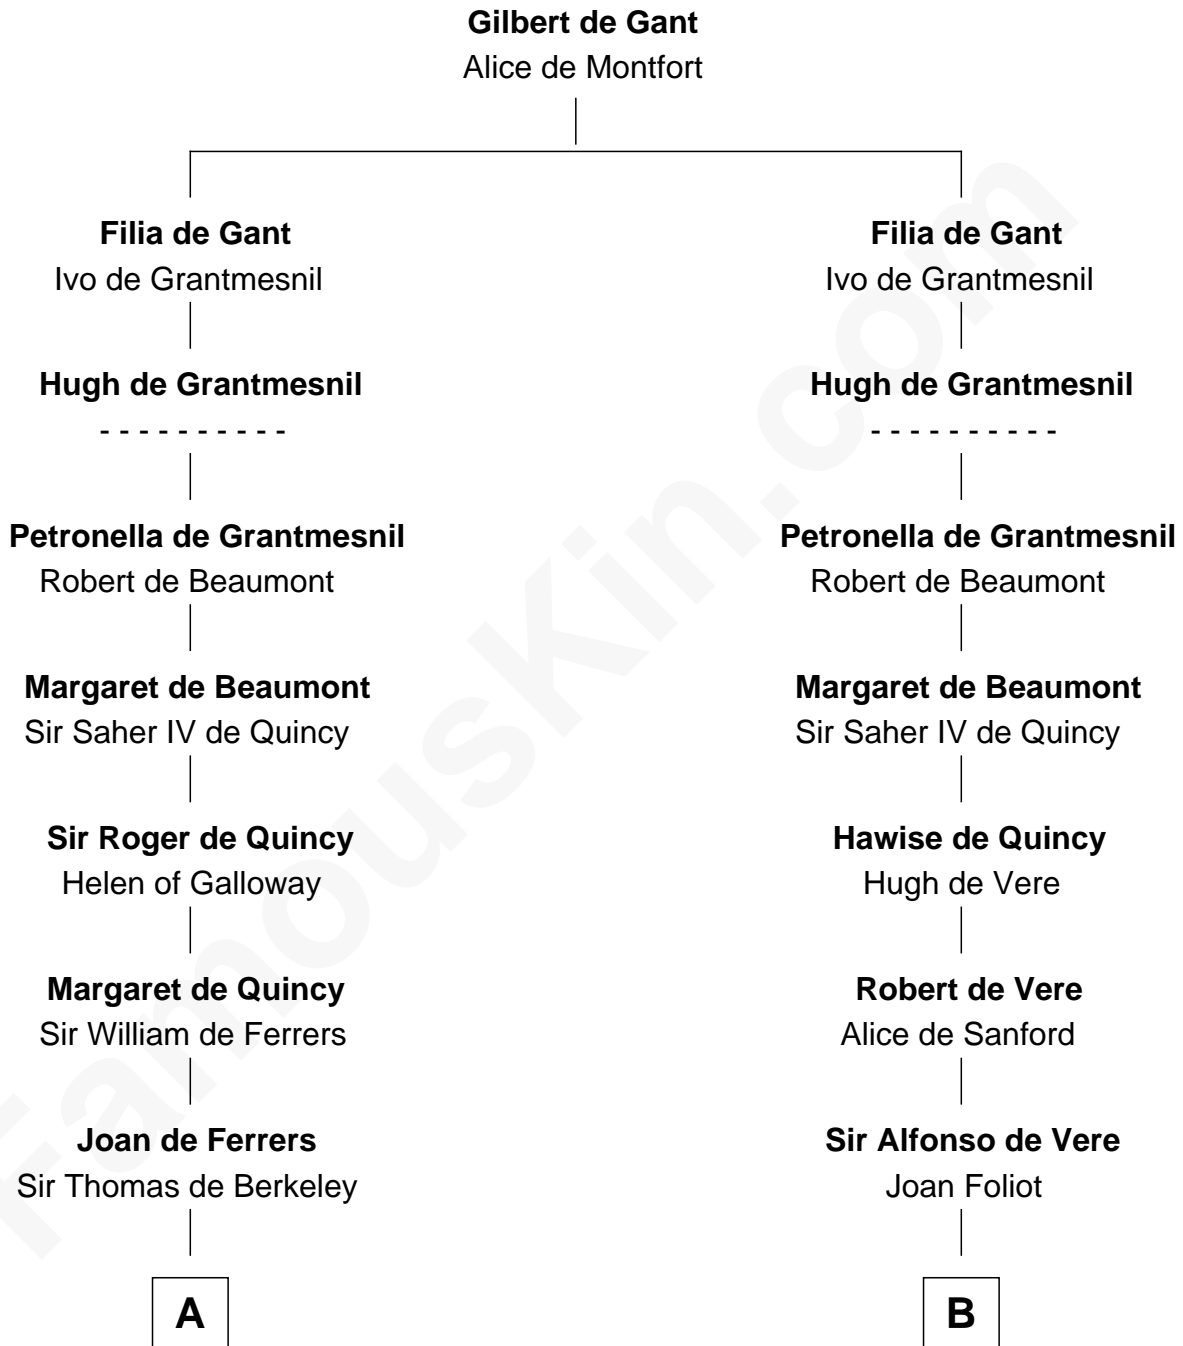 Gilbert de Gant
Alice de Montfort
Filia de Gant
Ivo de Grantmesnil
Hugh de Grantmesnil
- - - - - - - - - -
Petronella de Grantmesnil
Robert de Beaumont
Margaret de Beaumont
Sir Saher IV de Quincy
Sir Roger de Quincy
Helen of Galloway
Margaret de Quincy
Sir William de Ferrers
Joan de Ferrers
Sir Thomas de Berkeley
A
Filia de Gant
Ivo de Grantmesnil
Hugh de Grantmesnil
- - - - - - - - - -
Petronella de Grantmesnil
Robert de Beaumont
Margaret de Beaumont
Sir Saher IV de Quincy
Hawise de Quincy
Hugh de Vere
Robert de Vere
Alice de Sanford
Sir Alfonso de Vere
Joan Foliot
B
FamousKin.com